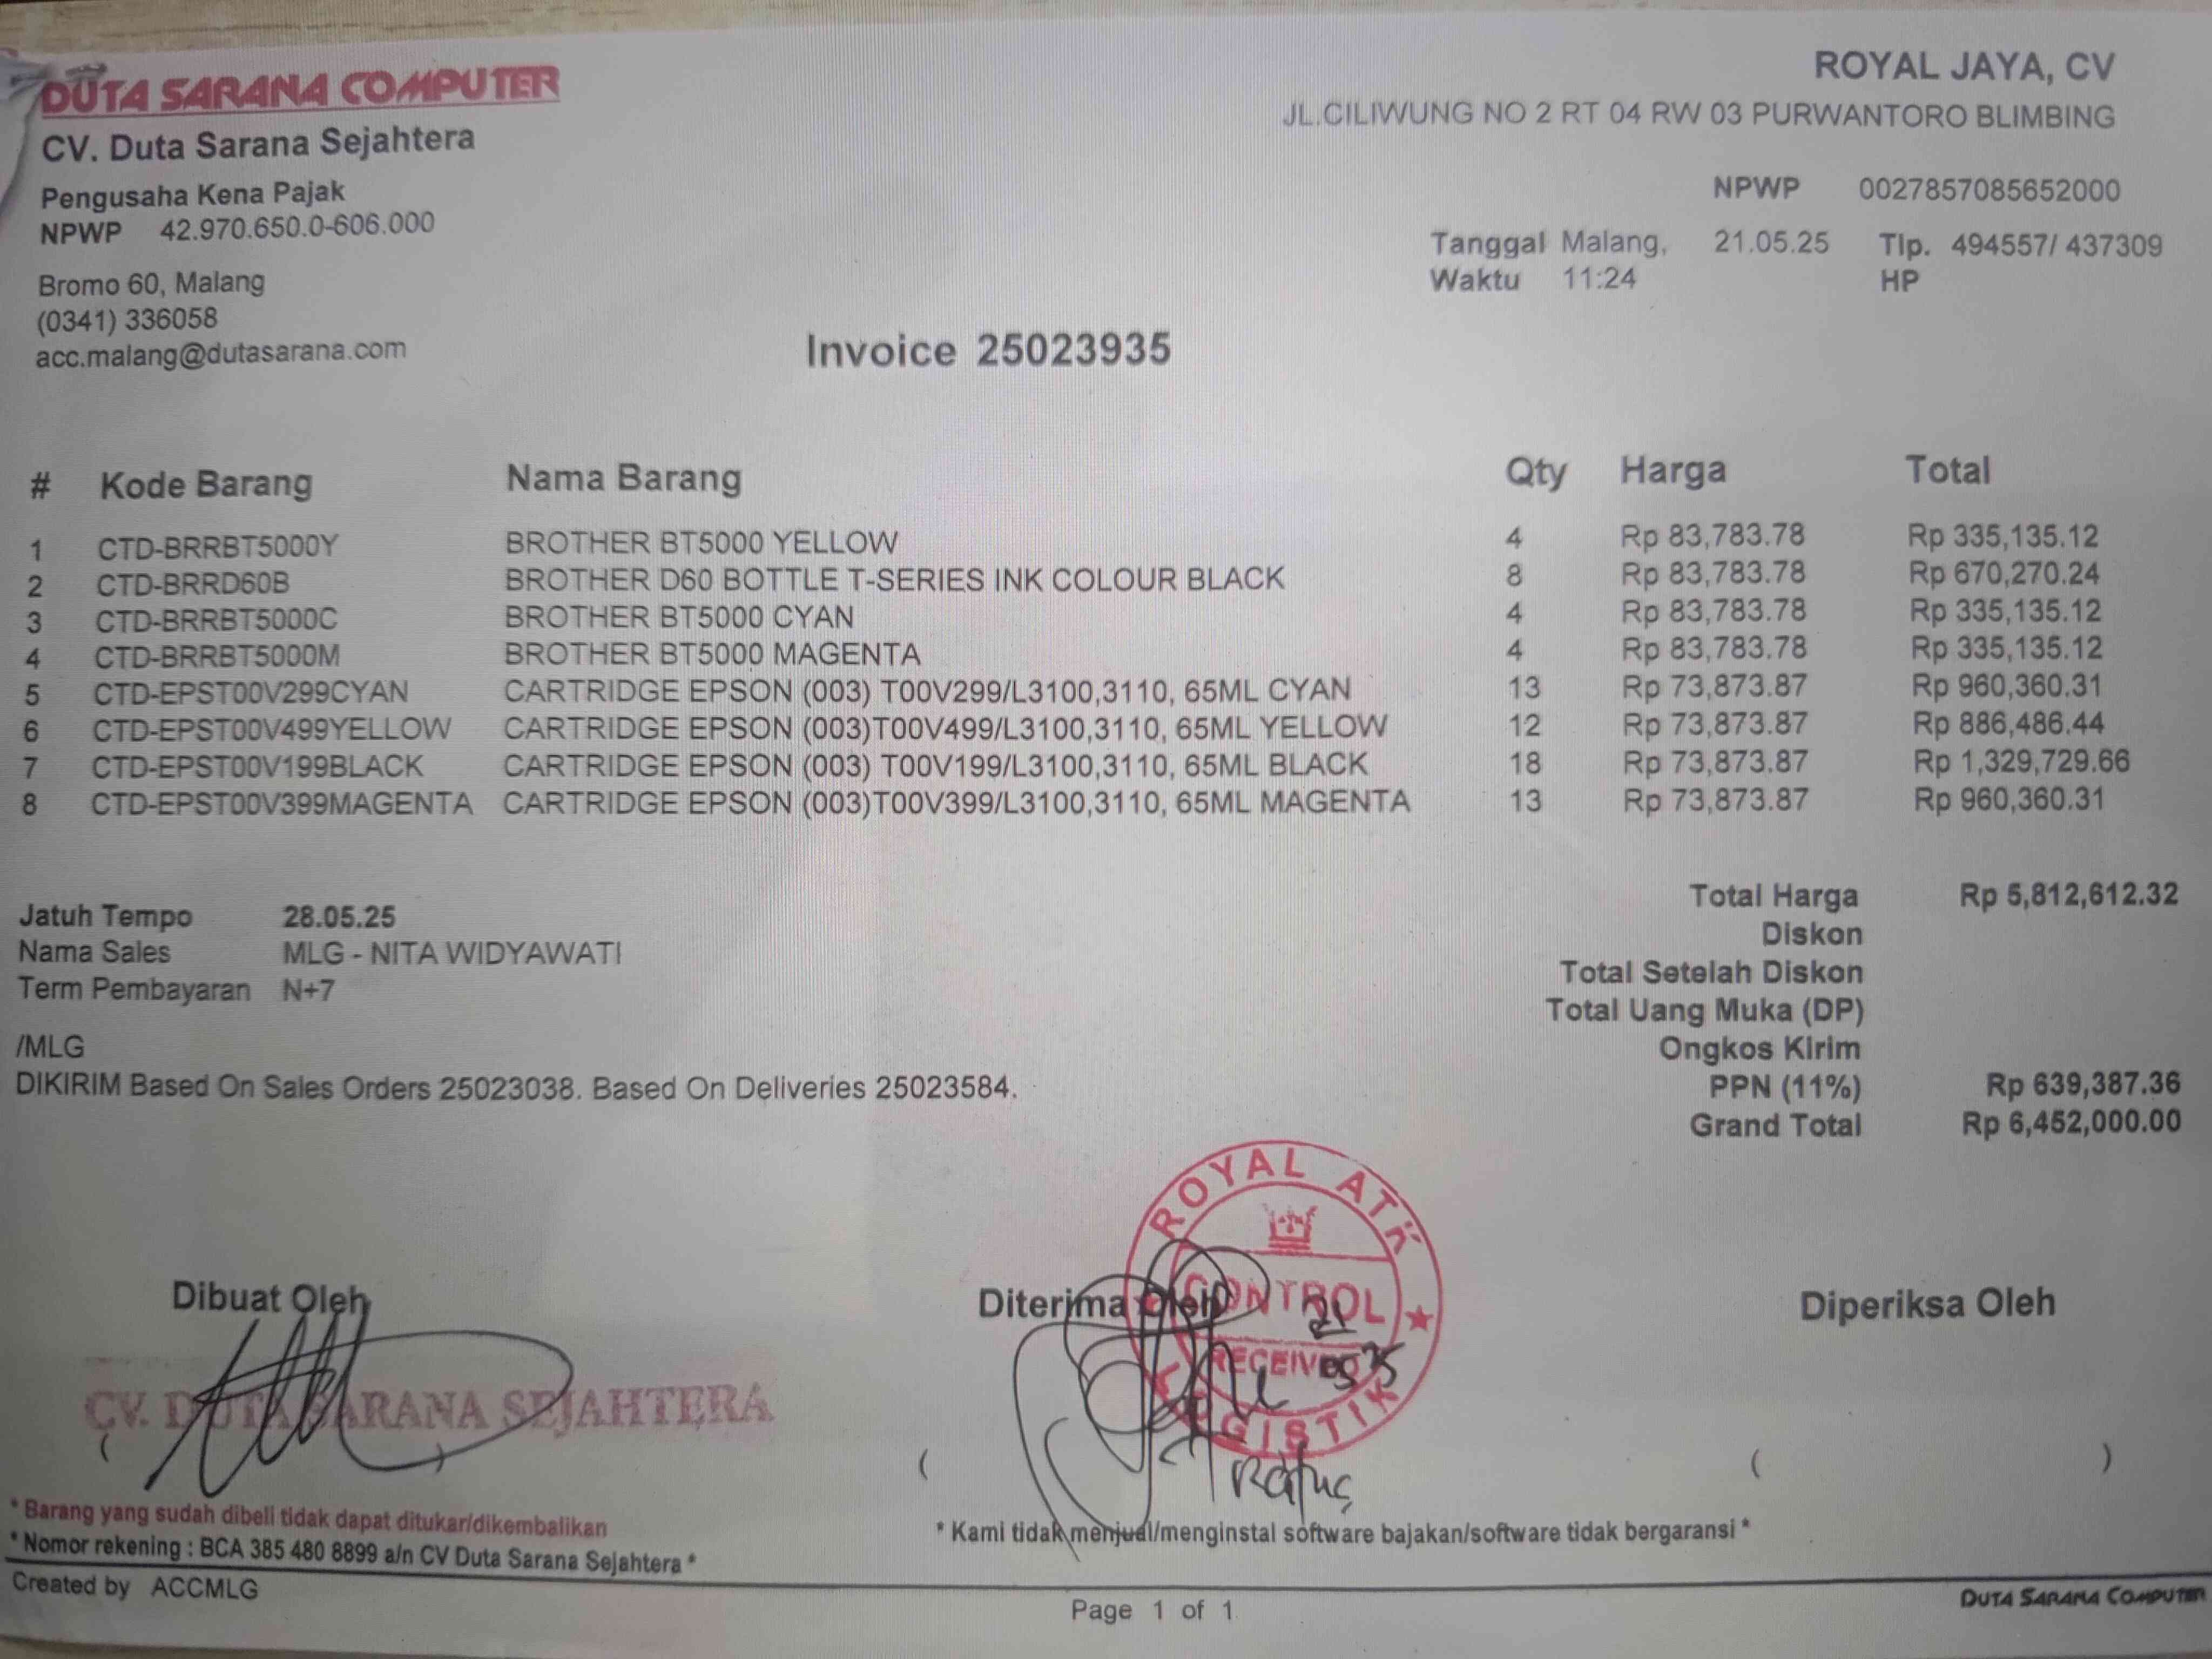 DUTA SARANA COMPUTER
CV. Duta Sarana Sejahtera
Pengusaha Kena Pajak
NPWP 42.970.650.0-606.000
Bromo 60, Malang
(0341) 336058
acc.malang@dutasarana.com
ROYAL JAYA, CV
JL.CILIWUNG NO 2 RT 04 RW 03 PURWANTORO BLIMBING
NPWP 0027857085652000
Tanggal Malang, 21.05.25 Tlp. 494557/ 437309
Waktu 11:24 HP
Invoice 25023935
# Kode Barang Nama Barang Qty Harga Total
1 CTD-BRRBT5000Y BROTHER BT5000 YELLOW 4 Rp 83,783.78 Rp 335,135.12
2 CTD-BRRD60B BROTHER D60 BOTTLE T-SERIES INK COLOUR BLACK 8 Rp 83,783.78 Rp 670,270.24
3 CTD-BRRBT5000C BROTHER BT5000 CYAN 4 Rp 83,783.78 Rp 335,135.12
4 CTD-BRRBT5000M BROTHER BT5000 MAGENTA 4 Rp 83,783.78 Rp 335,135.12
5 CTD-EPST00V299CYAN CARTRIDGE EPSON (003) T00V299/L3100,3110, 65ML CYAN 13 Rp 73,873.87 Rp 960,360.31
6 CTD-EPST00V499YELLOW CARTRIDGE EPSON (003)T00V499/L3100,3110, 65ML YELLOW 12 Rp 73,873.87 Rp 886,486.44
7 CTD-EPST00V199BLACK CARTRIDGE EPSON (003) T00V199/L3100,3110, 65ML BLACK 18 Rp 73,873.87 Rp 1,329,729.66
8 CTD-EPST00V399MAGENTA CARTRIDGE EPSON (003)T00V399/L3100,3110, 65ML MAGENTA 13 Rp 73,873.87 Rp 960,360.31
Jatuh Tempo 28.05.25
Nama Sales MLG - NITA WIDYAWATI
Term Pembayaran N+7
/MLG
DIKIRIM Based On Sales Orders 25023038. Based On Deliveries 25023584.
Total Harga Rp 5,812,612.32
Diskon
Total Setelah Diskon
Total Uang Muka (DP)
Ongkos Kirim
PPN (11%) Rp 639,387.36
Grand Total Rp 6,452,000.00
Dibuat Oleh
CV. DUTA SARANA SEJAHTERA
( )
Diterima Oleh
ROYAL ATK
CONTROL
RECEIVED
LOGISTIK
21
(
Diperiksa Oleh
( )
* Barang yang sudah dibeli tidak dapat ditukar/dikembalikan
* Nomor rekening : BCA 385 480 8899 a/n CV Duta Sarana Sejahtera *
* Kami tidak menjual/menginstal software bajakan/software tidak bergaransi *
Created by ACCMLG
Page 1 of 1
DUTA SARANA COMPUTER